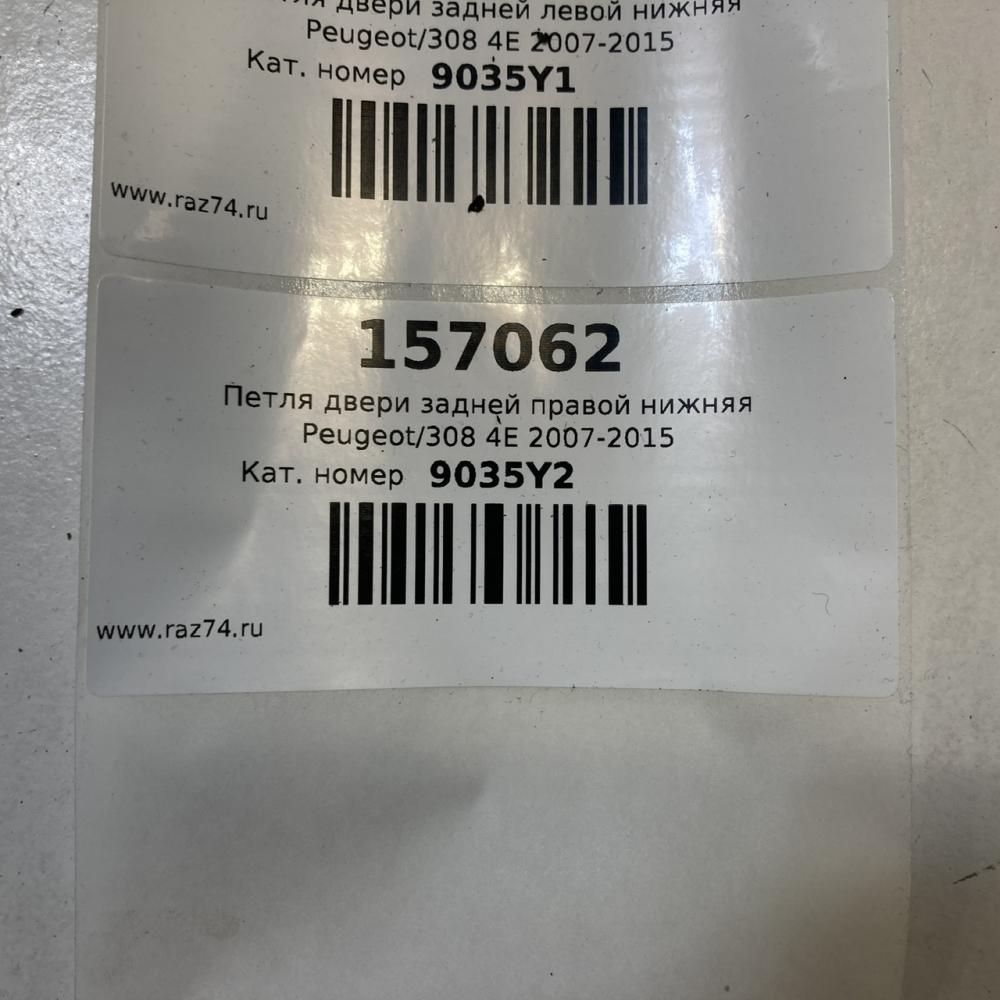 Петля двери задней левой нижняя
Peugeot/308 4E 2007-2015
Кат. номер 9035Y1
www.raz74.ru
157062
Петля двери задней правой нижняя
Peugeot/308 4E 2007-2015
Кат. номер 9035Y2
www.raz74.ru